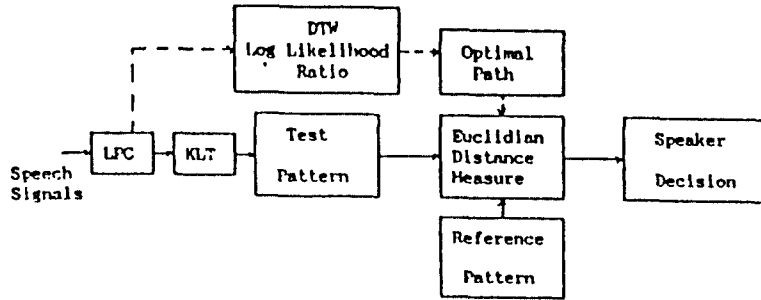 DTW
Log Likelihood
Ratio
Optimal
Path
Speech
Signals
LPC
KLT
Test
Pattern
Euclidian
Distance
Measure
Speaker
Decision
Reference
Pattern